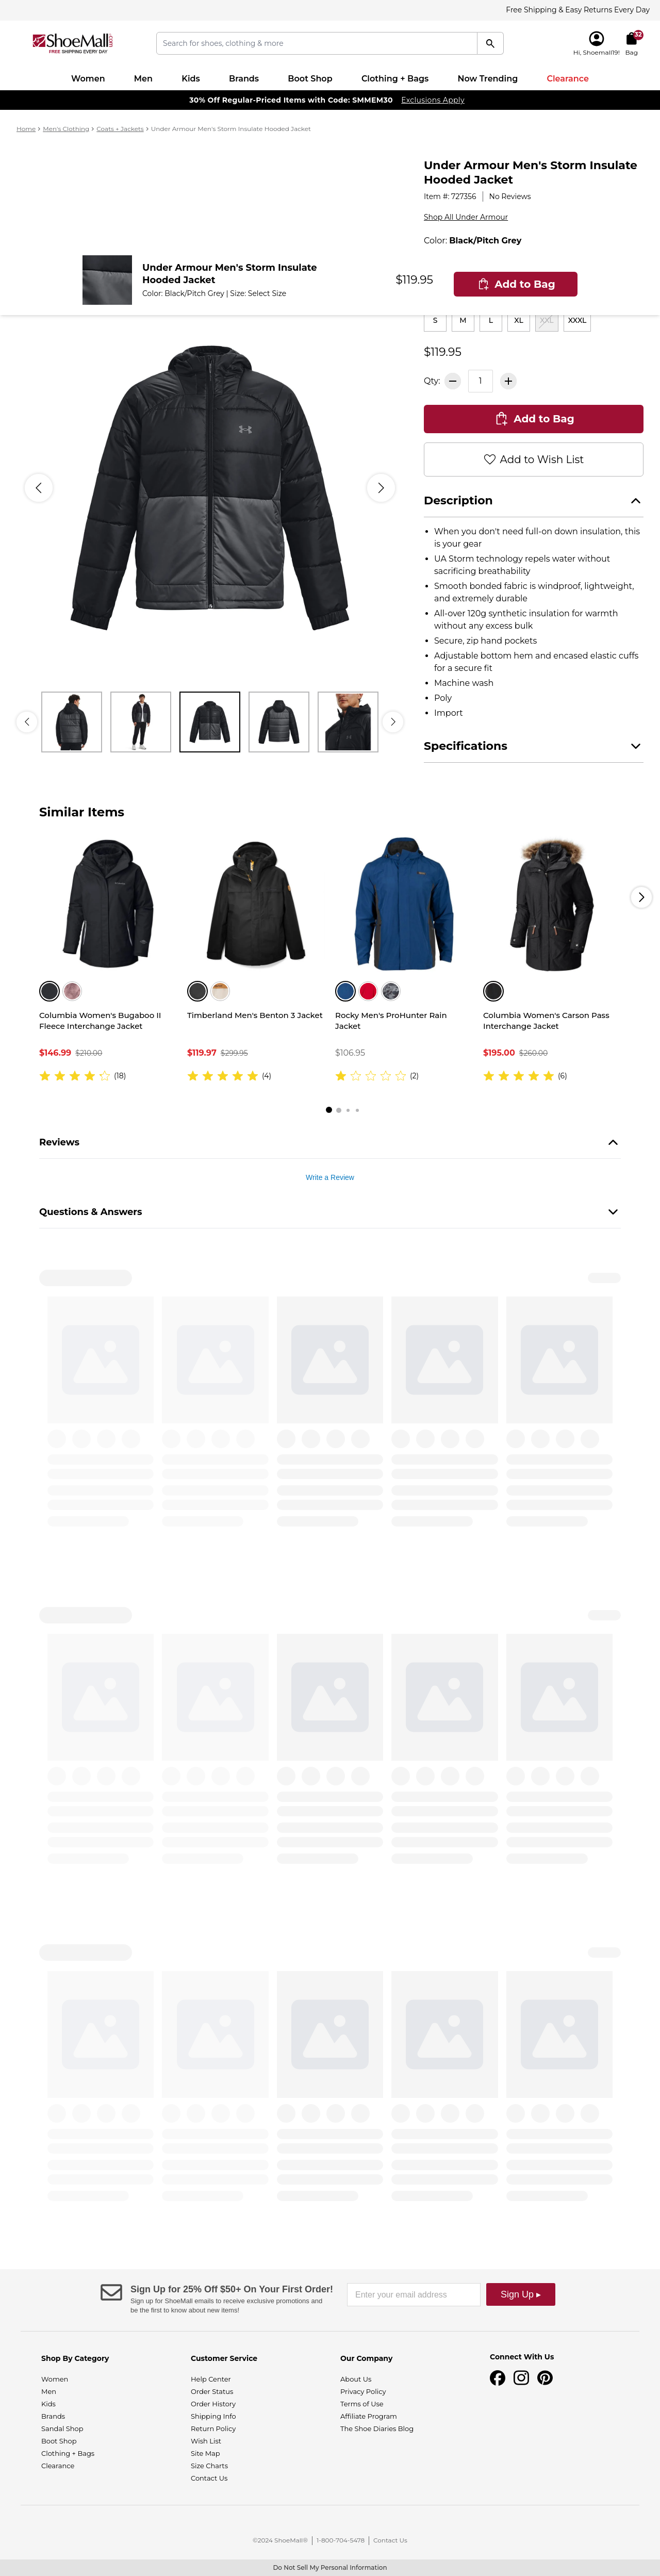 Free Shipping & Easy Returns Every Day
ShoeMall.com
FREE SHIPPING EVERY DAY
Search for shoes, clothing & more
Hi, Shoemall19!
32
Bag
Women Men Kids Brands Boot Shop Clothing + Bags Now Trending Clearance
30% Off Regular-Priced Items with Code: SMMEM30 Exclusions Apply
Home > Men's Clothing > Coats + Jackets > Under Armour Men's Storm Insulate Hooded Jacket
Under Armour Men's Storm Insulate
Hooded Jacket
Item #: 727356 | No Reviews
Shop All Under Armour
Color: Black/Pitch Grey
Under Armour Men's Storm Insulate
Hooded Jacket
Color: Black/Pitch Grey | Size: Select Size
$119.95
Add to Bag
S M L XL XXL XXXL
$119.95
Qty: 1
Add to Bag
Add to Wish List
Description
• When you don't need full-on down insulation, this
is your gear
• UA Storm technology repels water without
sacrificing breathability
• Smooth bonded fabric is windproof, lightweight,
and extremely durable
• All-over 120g synthetic insulation for warmth
without any excess bulk
• Secure, zip hand pockets
• Adjustable bottom hem and encased elastic cuffs
for a secure fit
• Machine wash
• Poly
• Import
Specifications
Similar Items
Columbia Women's Bugaboo II
Fleece Interchange Jacket
$146.99 $210.00
(18)
Timberland Men's Benton 3 Jacket
$119.97 $299.95
(4)
Rocky Men's ProHunter Rain
Jacket
$106.95
(2)
Columbia Women's Carson Pass
Interchange Jacket
$195.00 $260.00
(6)
Reviews
Write a Review
Questions & Answers
Sign Up for 25% Off $50+ On Your First Order!
Sign up for ShoeMall emails to receive exclusive promotions and
be the first to know about new items!
Enter your email address
Sign Up ▸
Shop By Category
Women
Men
Kids
Brands
Sandal Shop
Boot Shop
Clothing + Bags
Clearance
Customer Service
Help Center
Order Status
Order History
Shipping Info
Return Policy
Wish List
Site Map
Size Charts
Contact Us
Our Company
About Us
Privacy Policy
Terms of Use
Affiliate Program
The Shoe Diaries Blog
Connect With Us
©2024 ShoeMall® | 1-800-704-5478 | Contact Us
Do Not Sell My Personal Information